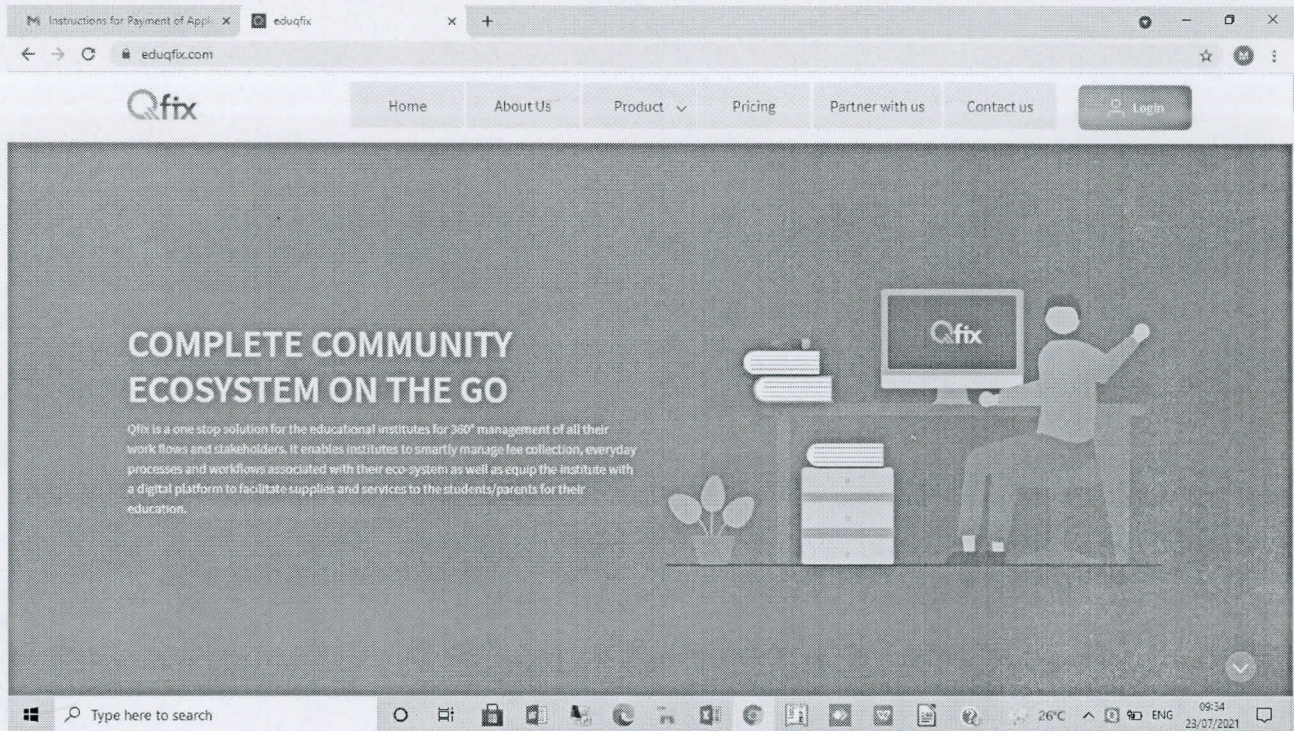 Instructions for Payment of Appli
eduqfix
eduqfix.com
M
Qfix
Home
About Us
Product
Pricing
Partner with us
Contact us
Login
COMPLETE COMMUNITY
ECOSYSTEM ON THE GO
Qfix is a one stop solution for the educational institutes for 360° management of all their
work flows and stakeholders. It enables institutes to smartly manage fee collection, everyday
processes and workflows associated with their eco-system as well as equip the institute with
a digital platform to facilitate supplies and services to the students/parents for their
education.
Qfix
Type here to search
26°C
ENG
09:34
23/07/2021